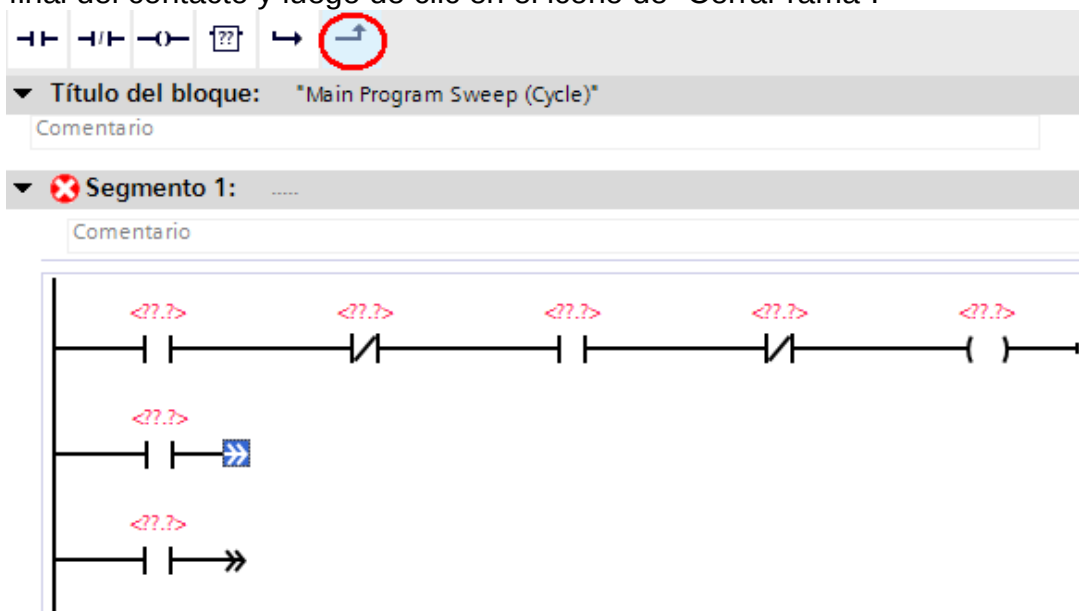 final del contacto y luego de clic en el icono de "Cerrar rama".
??
Título del bloque: "Main Program Sweep (Cycle)"
Comentario
Segmento 1: .....
Comentario
<??.?> <??.?> <??.?> <??.?> <??.?>
<??.?>
<??.?>